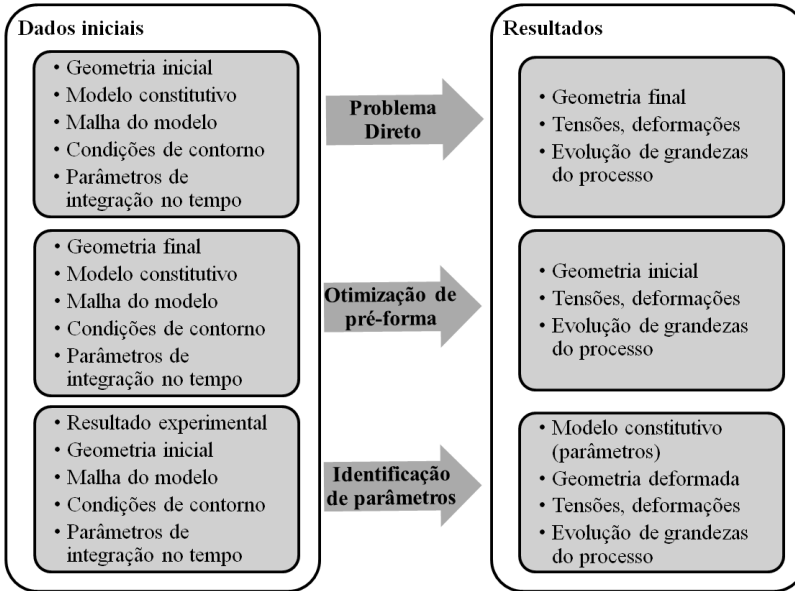 Dados iniciais
• Geometria inicial
• Modelo constitutivo
• Malha do modelo
• Condições de contorno
• Parâmetros de
integração no tempo
Problema
Direto
Resultados
• Geometria final
• Tensões, deformações
• Evolução de grandezas
do processo
• Geometria final
• Modelo constitutivo
• Malha do modelo
• Condições de contorno
• Parâmetros de
integração no tempo
Otimização de
pré-forma
• Geometria inicial
• Tensões, deformações
• Evolução de grandezas
do processo
• Resultado experimental
• Geometria inicial
• Malha do modelo
• Condições de contorno
• Parâmetros de
integração no tempo
Identificação
de parâmetros
• Modelo constitutivo
(parâmetros)
• Geometria deformada
• Tensões, deformações
• Evolução de grandezas
do processo